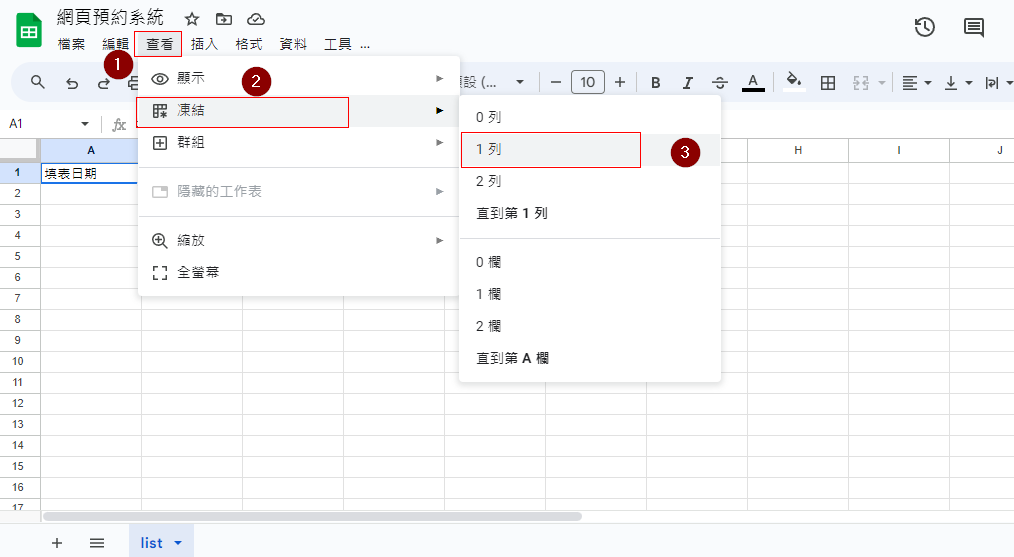 網頁預約系統
檔案 編輯 查看 插入 格式 資料 工具 ...
1
預設 (... 10 B I A
A1 fx
顯示 2
凍結
群組
隱藏的工作表
縮放
全螢幕
0 列
1 列 3
2 列
直到第 1 列
0 欄
1 欄
2 欄
直到第 A 欄
A H I J
1 填表日期
2
3
4
5
6
7
8
9
10
11
12
13
14
15
16
17
list